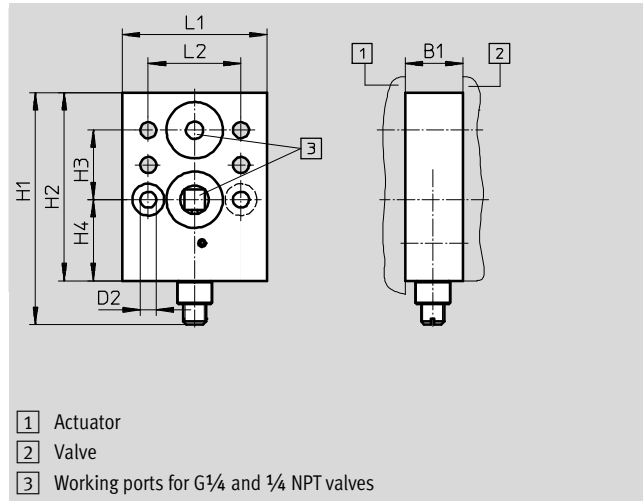 L1
L2
B1
1
2
3
H1
H2
H3
H4
D2
1 Actuator
2 Valve
3 Working ports for G¼ and ¼ NPT valves